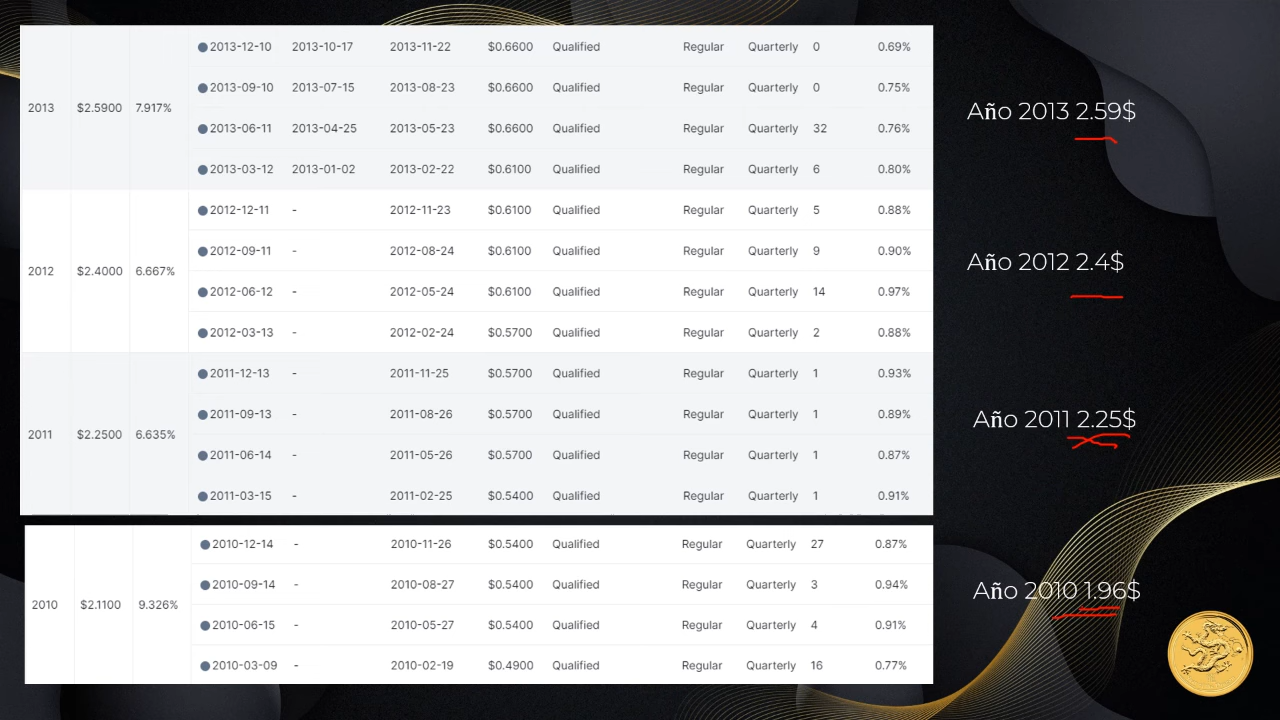 2013-12-10 2013-10-17 2013-11-22 $0.6600 Qualified Regular Quarterly 0 0.69%
2013-09-10 2013-07-15 2013-08-23 $0.6600 Qualified Regular Quarterly 0 0.75%
2013 $2.5900 7.917%
Año 2013 2.59$
2013-06-11 2013-04-25 2013-05-23 $0.6600 Qualified Regular Quarterly 32 0.76%
2013-03-12 2013-01-02 2013-02-22 $0.6100 Qualified Regular Quarterly 6 0.80%
2012-12-11 - 2012-11-23 $0.6100 Qualified Regular Quarterly 5 0.88%
2012-09-11 - 2012-08-24 $0.6100 Qualified Regular Quarterly 9 0.90%
2012 $2.4000 6.667%
Año 2012 2.4$
2012-06-12 - 2012-05-24 $0.6100 Qualified Regular Quarterly 14 0.97%
2012-03-13 - 2012-02-24 $0.5700 Qualified Regular Quarterly 2 0.88%
2011-12-13 - 2011-11-25 $0.5700 Qualified Regular Quarterly 1 0.93%
2011-09-13 - 2011-08-26 $0.5700 Qualified Regular Quarterly 1 0.89%
2011 $2.2500 6.635%
Año 2011 2.25$
2011-06-14 - 2011-05-26 $0.5700 Qualified Regular Quarterly 1 0.87%
2011-03-15 - 2011-02-25 $0.5400 Qualified Regular Quarterly 1 0.91%
2010-12-14 - 2010-11-26 $0.5400 Qualified Regular Quarterly 27 0.87%
2010-09-14 - 2010-08-27 $0.5400 Qualified Regular Quarterly 3 0.94%
2010 $2.1100 9.326%
Año 2010 1.96$
2010-06-15 - 2010-05-27 $0.5400 Qualified Regular Quarterly 4 0.91%
2010-03-09 - 2010-02-19 $0.4900 Qualified Regular Quarterly 16 0.77%